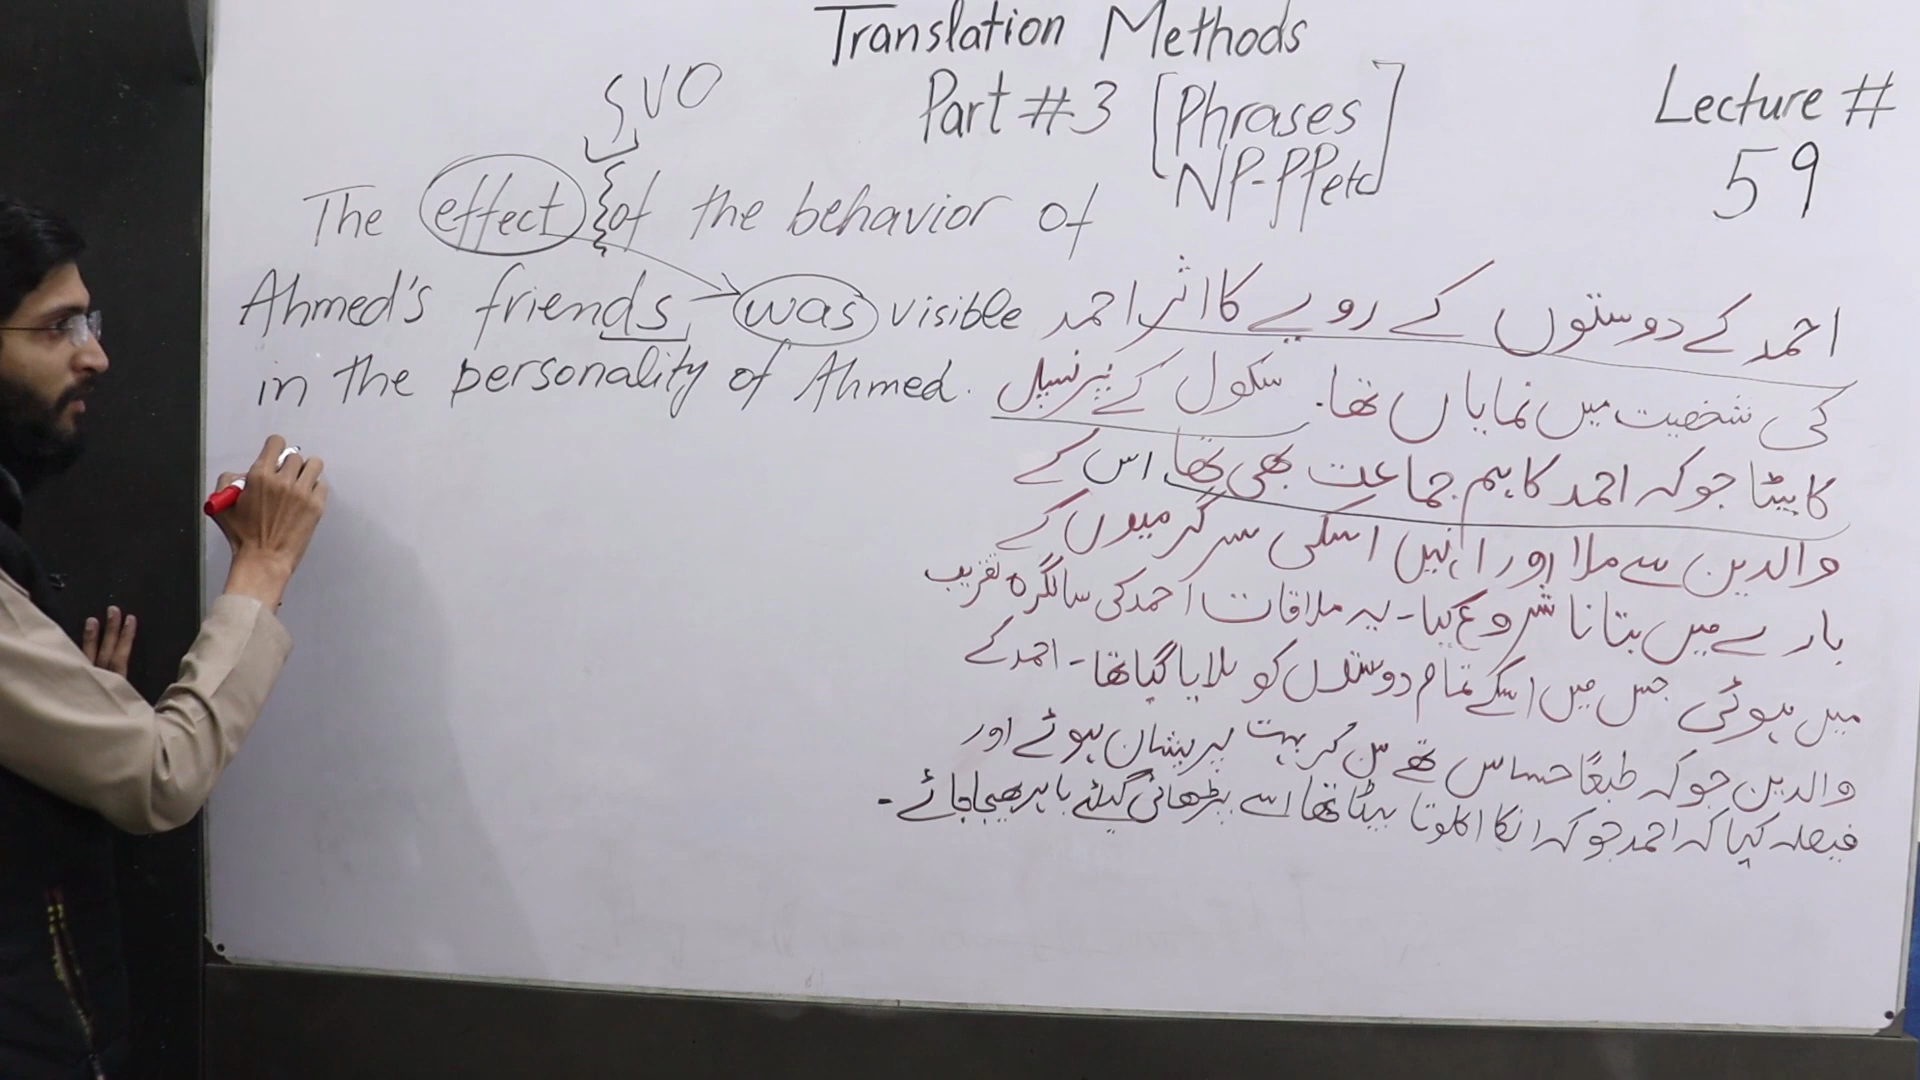 Translation Methods
Part #3 [Phrases
NP-PPetc]
Lecture #
59
SVO
The effect of the behavior of
Ahmed's friends was visible
in the personality of Ahmed.
احمد کے دوستوں کے رویے کا اثر احمد
کی شخصیت میں نمایاں تھا۔ سکول کے پرنسپل
کا بیٹا جو کہ احمد کا ہم جماعت بھی تھا اس کے
والدین سے ملا اور انہیں اسکی سرگرمیوں کے
بارے میں بتانا شروع کیا۔ یہ ملاقات احمد کی سالگرہ تقریب
میں ہوئی جس میں اسکے تمام دوستوں کو بلایا گیا تھا۔ احمد کے
والدین جو کہ طبعًا حساس تھے سن کر بہت پریشان ہوئے اور
فیصلہ کیا کہ احمد جو کہ انکا اکلوتا بیٹا تھا اسے پڑھائی کیلئے باہر بھیجا جائے۔